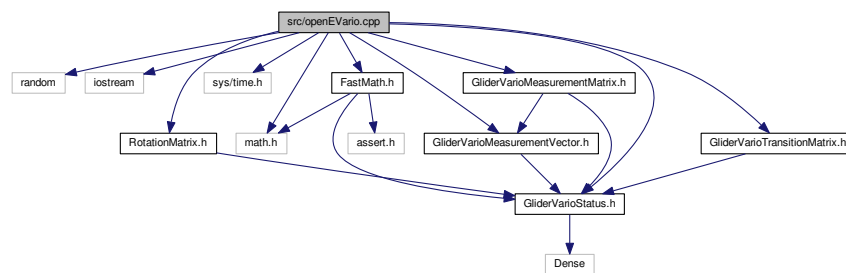 src/openEVario.cpp
random
iostream
sys/time.h
FastMath.h
GliderVarioMeasurementMatrix.h
RotationMatrix.h
math.h
assert.h
GliderVarioMeasurementVector.h
GliderVarioTransitionMatrix.h
GliderVarioStatus.h
Dense